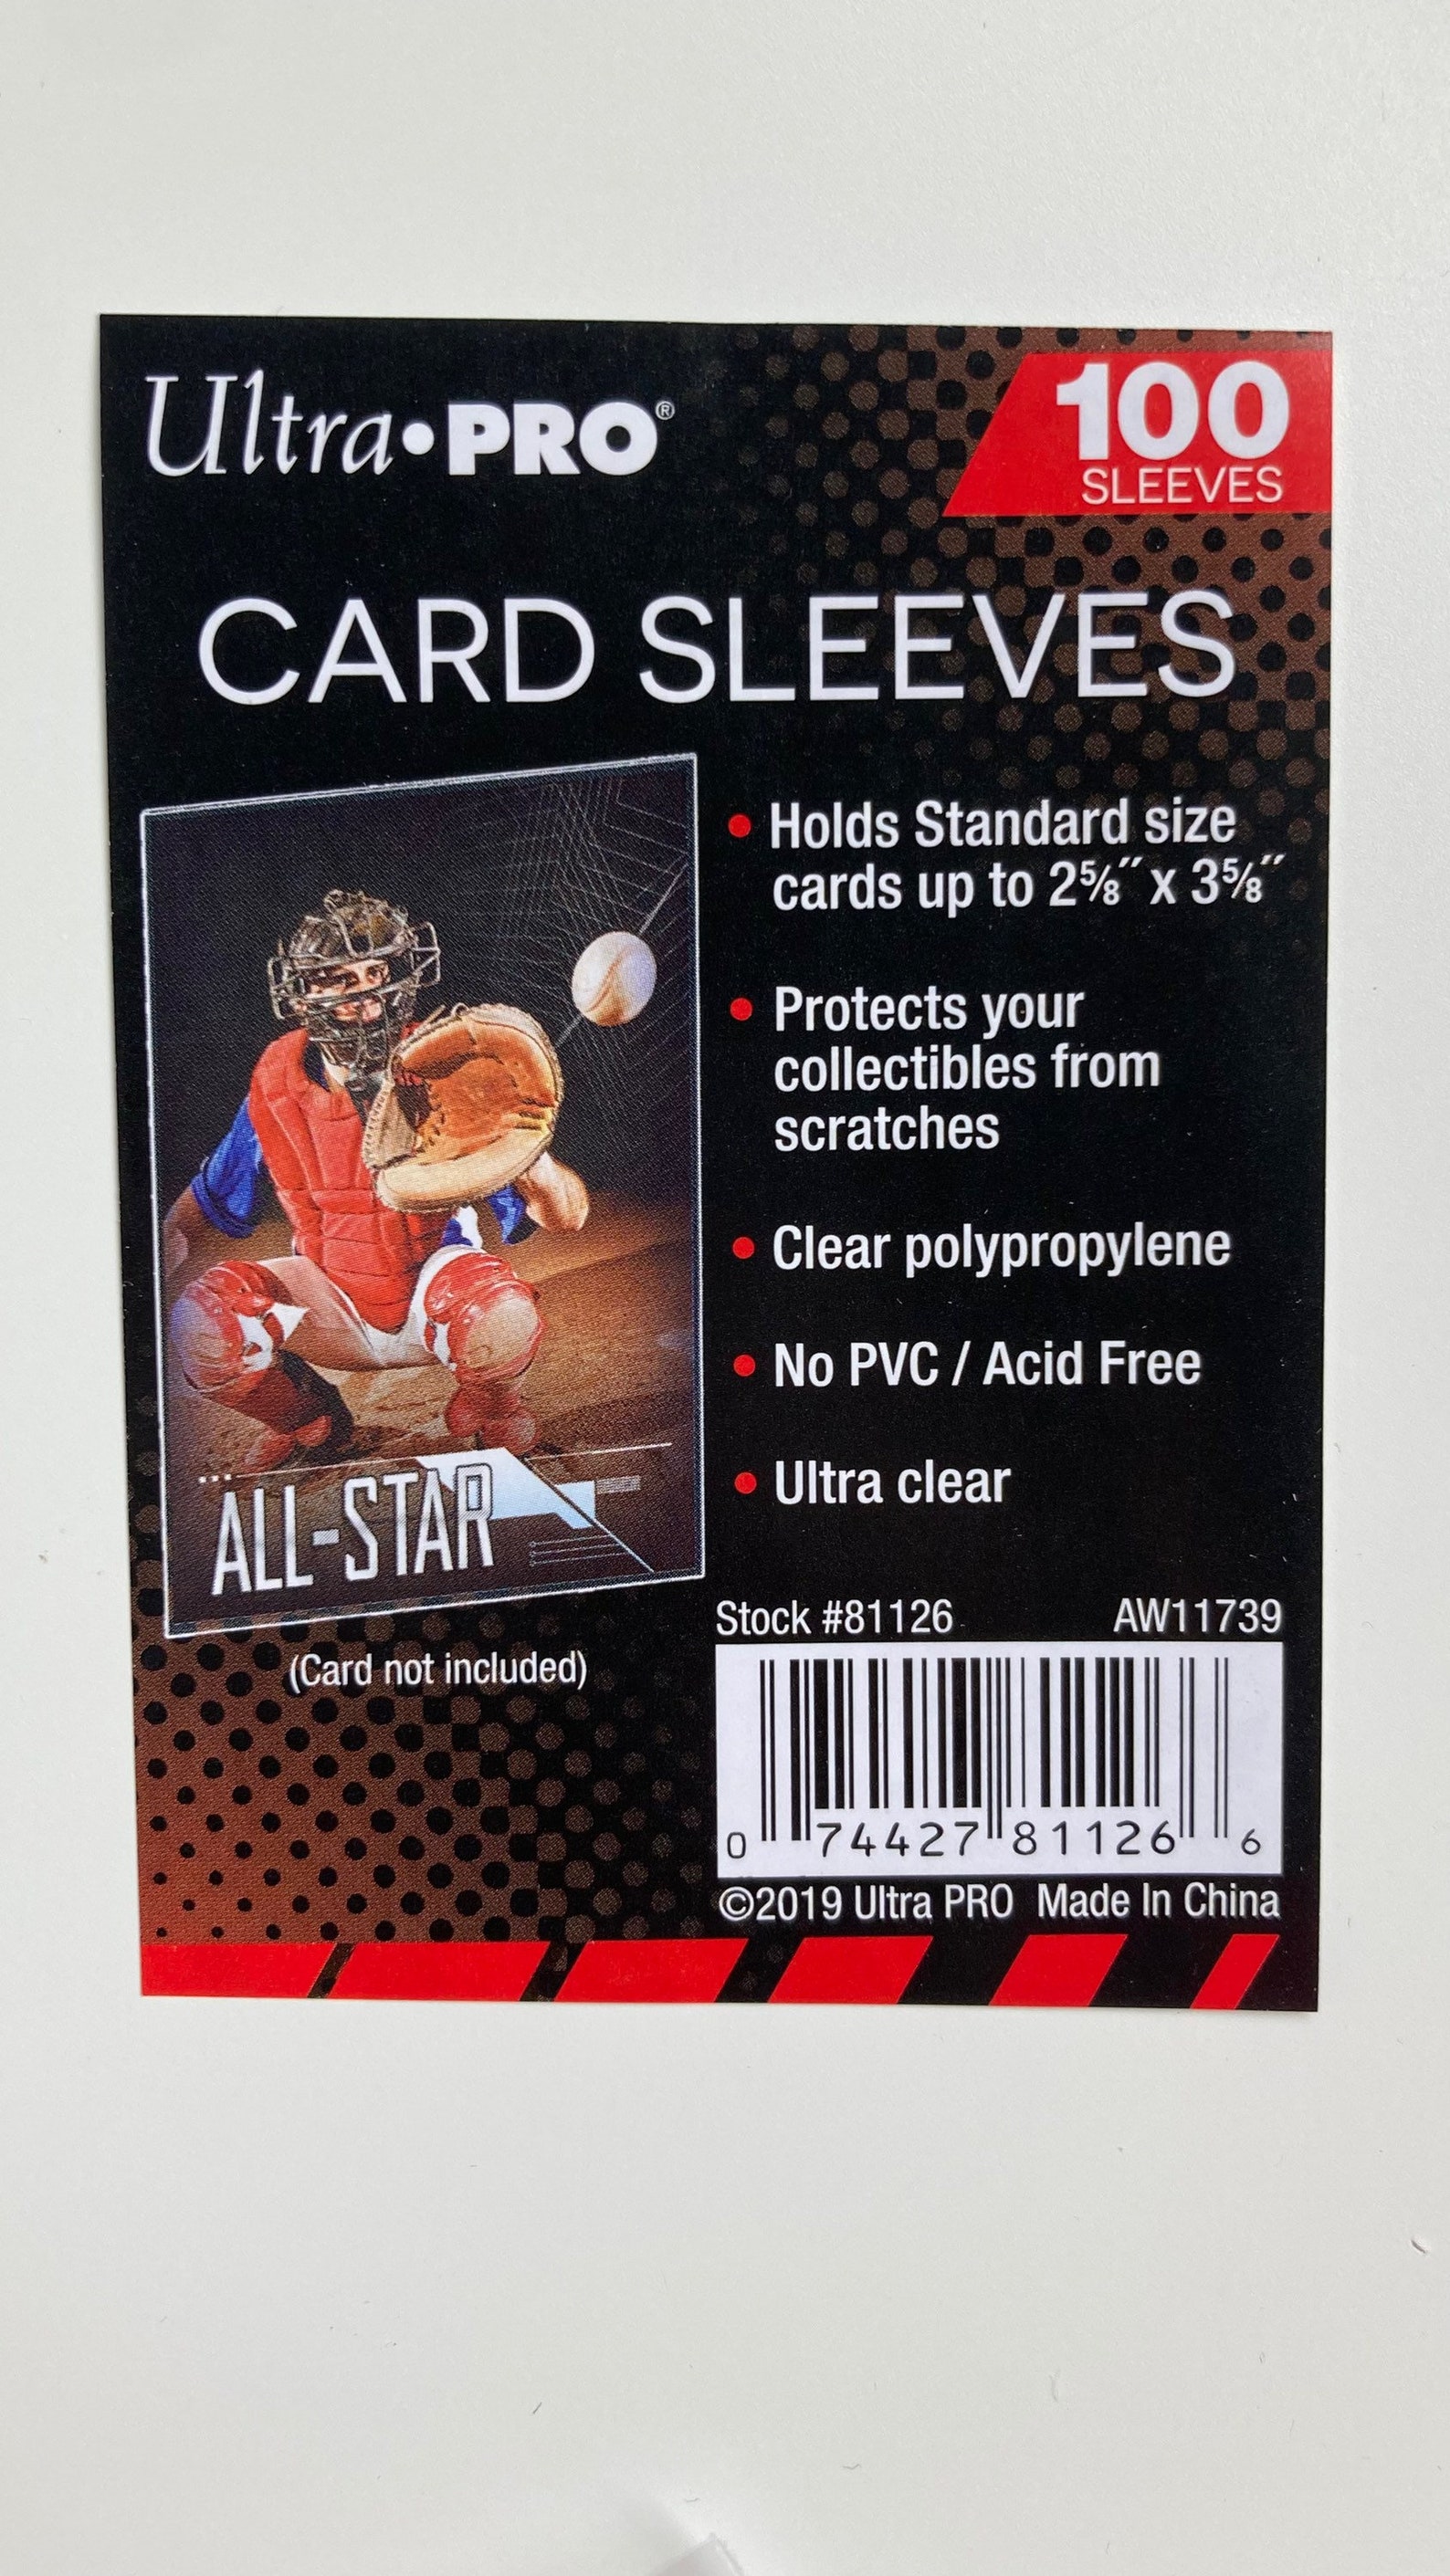 Ultra•PRO®
100
SLEEVES
CARD SLEEVES
• Holds Standard size
cards up to 2⅝″ x 3⅝″
• Protects your
collectibles from
scratches
• Clear polypropylene
• No PVC / Acid Free
• Ultra clear
ALL-STAR
(Card not included)
Stock #81126 AW11739
0 74427 81126 6
©2019 Ultra PRO Made In China